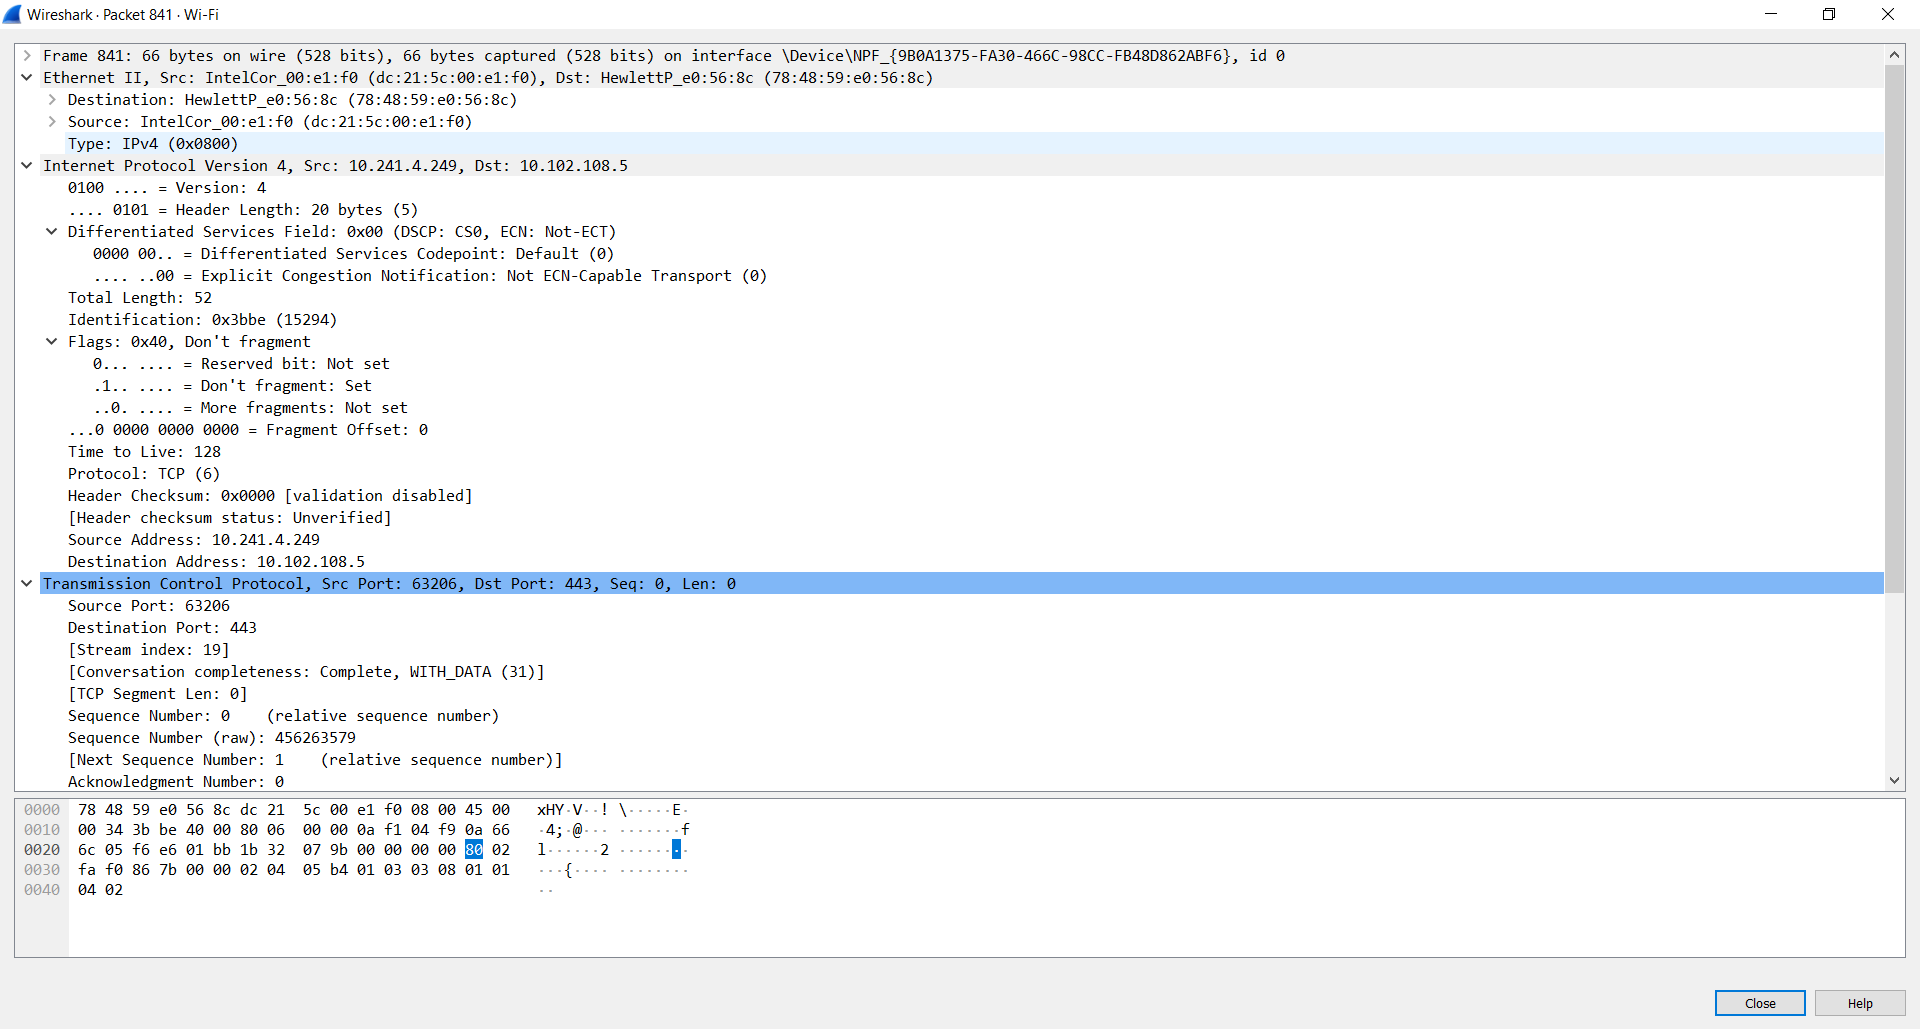 Wireshark · Packet 841 · Wi-Fi
Frame 841: 66 bytes on wire (528 bits), 66 bytes captured (528 bits) on interface \Device\NPF_{9B0A1375-FA30-466C-98CC-FB48D862ABF6}, id 0
Ethernet II, Src: IntelCor_00:e1:f0 (dc:21:5c:00:e1:f0), Dst: HewlettP_e0:56:8c (78:48:59:e0:56:8c)
Destination: HewlettP_e0:56:8c (78:48:59:e0:56:8c)
Source: IntelCor_00:e1:f0 (dc:21:5c:00:e1:f0)
Type: IPv4 (0x0800)
Internet Protocol Version 4, Src: 10.241.4.249, Dst: 10.102.108.5
0100 .... = Version: 4
.... 0101 = Header Length: 20 bytes (5)
Differentiated Services Field: 0x00 (DSCP: CS0, ECN: Not-ECT)
0000 00.. = Differentiated Services Codepoint: Default (0)
.... ..00 = Explicit Congestion Notification: Not ECN-Capable Transport (0)
Total Length: 52
Identification: 0x3bbe (15294)
Flags: 0x40, Don't fragment
0... .... = Reserved bit: Not set
.1.. .... = Don't fragment: Set
..0. .... = More fragments: Not set
...0 0000 0000 0000 = Fragment Offset: 0
Time to Live: 128
Protocol: TCP (6)
Header Checksum: 0x0000 [validation disabled]
[Header checksum status: Unverified]
Source Address: 10.241.4.249
Destination Address: 10.102.108.5
Transmission Control Protocol, Src Port: 63206, Dst Port: 443, Seq: 0, Len: 0
Source Port: 63206
Destination Port: 443
[Stream index: 19]
[Conversation completeness: Complete, WITH_DATA (31)]
[TCP Segment Len: 0]
Sequence Number: 0    (relative sequence number)
Sequence Number (raw): 456263579
[Next Sequence Number: 1    (relative sequence number)]
Acknowledgment Number: 0
0000 78 48 59 e0 56 8c dc 21 5c 00 e1 f0 08 00 45 00 xHY·V··! \·····E·
0010 00 34 3b be 40 00 80 06 00 00 0a f1 04 f9 0a 66 ·4;·@··· ·······f
0020 6c 05 f6 e6 01 bb 1b 32 07 9b 00 00 00 00 80 02 l······2 ········
0030 fa f0 86 7b 00 00 02 04 05 b4 01 03 03 08 01 01 ···{···· ········
0040 04 02 ··
Close Help